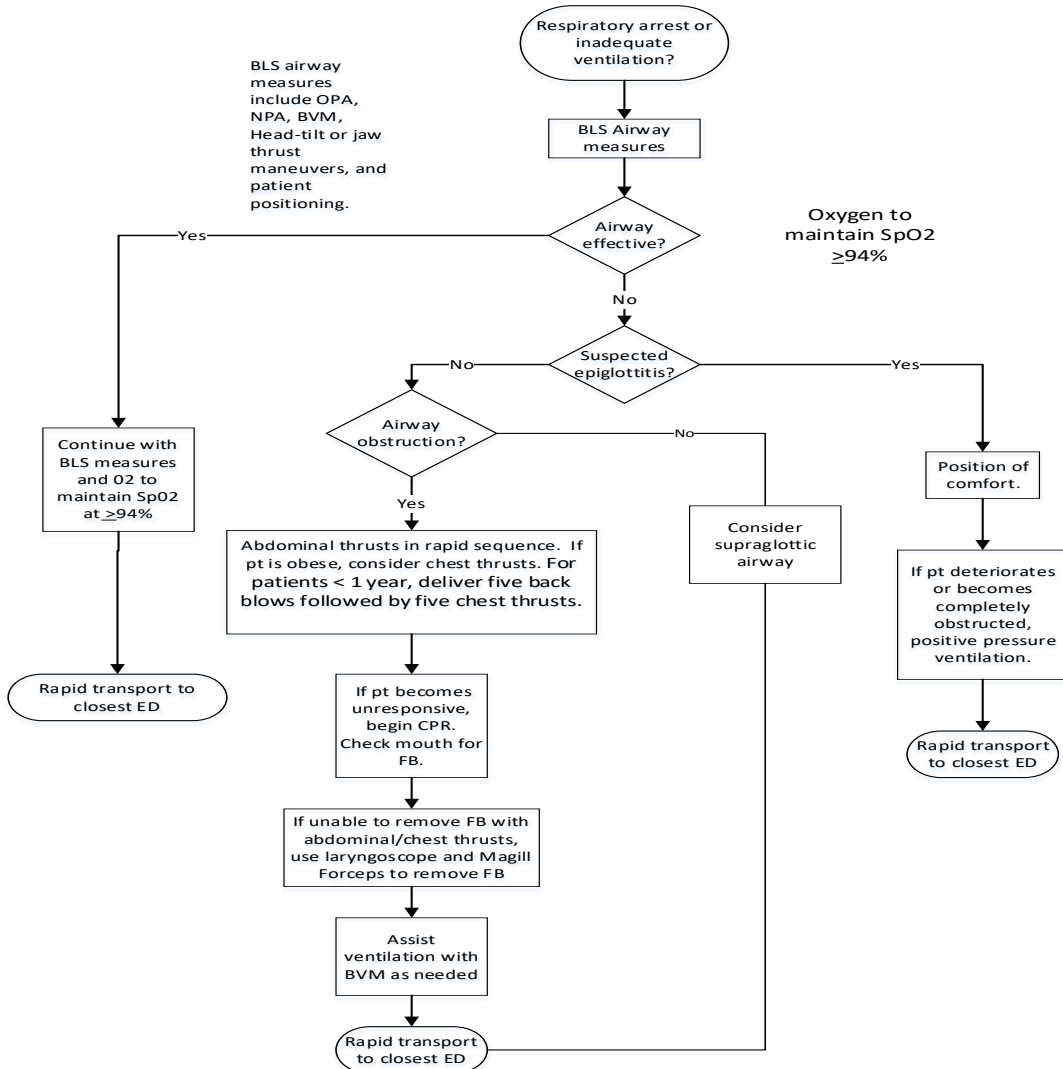 Respiratory arrest or
inadequate
ventilation?
BLS airway
measures
include OPA,
NPA, BVM,
Head-tilt or jaw
thrust
maneuvers, and
patient
positioning.
BLS Airway
measures
Airway
effective?
Yes
Oxygen to
maintain SpO2
≥94%
No
Suspected
epiglottitis?
No
Yes
Airway
obstruction?
No
Continue with
BLS measures
and 02 to
maintain Sp02
at ≥94%
Position of
comfort.
Yes
Consider
supraglottic
airway
Abdominal thrusts in rapid sequence. If
pt is obese, consider chest thrusts. For
patients < 1 year, deliver five back
blows followed by five chest thrusts.
If pt deteriorates
or becomes
completely
obstructed,
positive pressure
ventilation.
Rapid transport to
closest ED
If pt becomes
unresponsive,
begin CPR.
Check mouth for
FB.
Rapid transport
to closest ED
If unable to remove FB with
abdominal/chest thrusts,
use laryngoscope and Magill
Forceps to remove FB
Assist
ventilation with
BVM as needed
Rapid transport
to closest ED